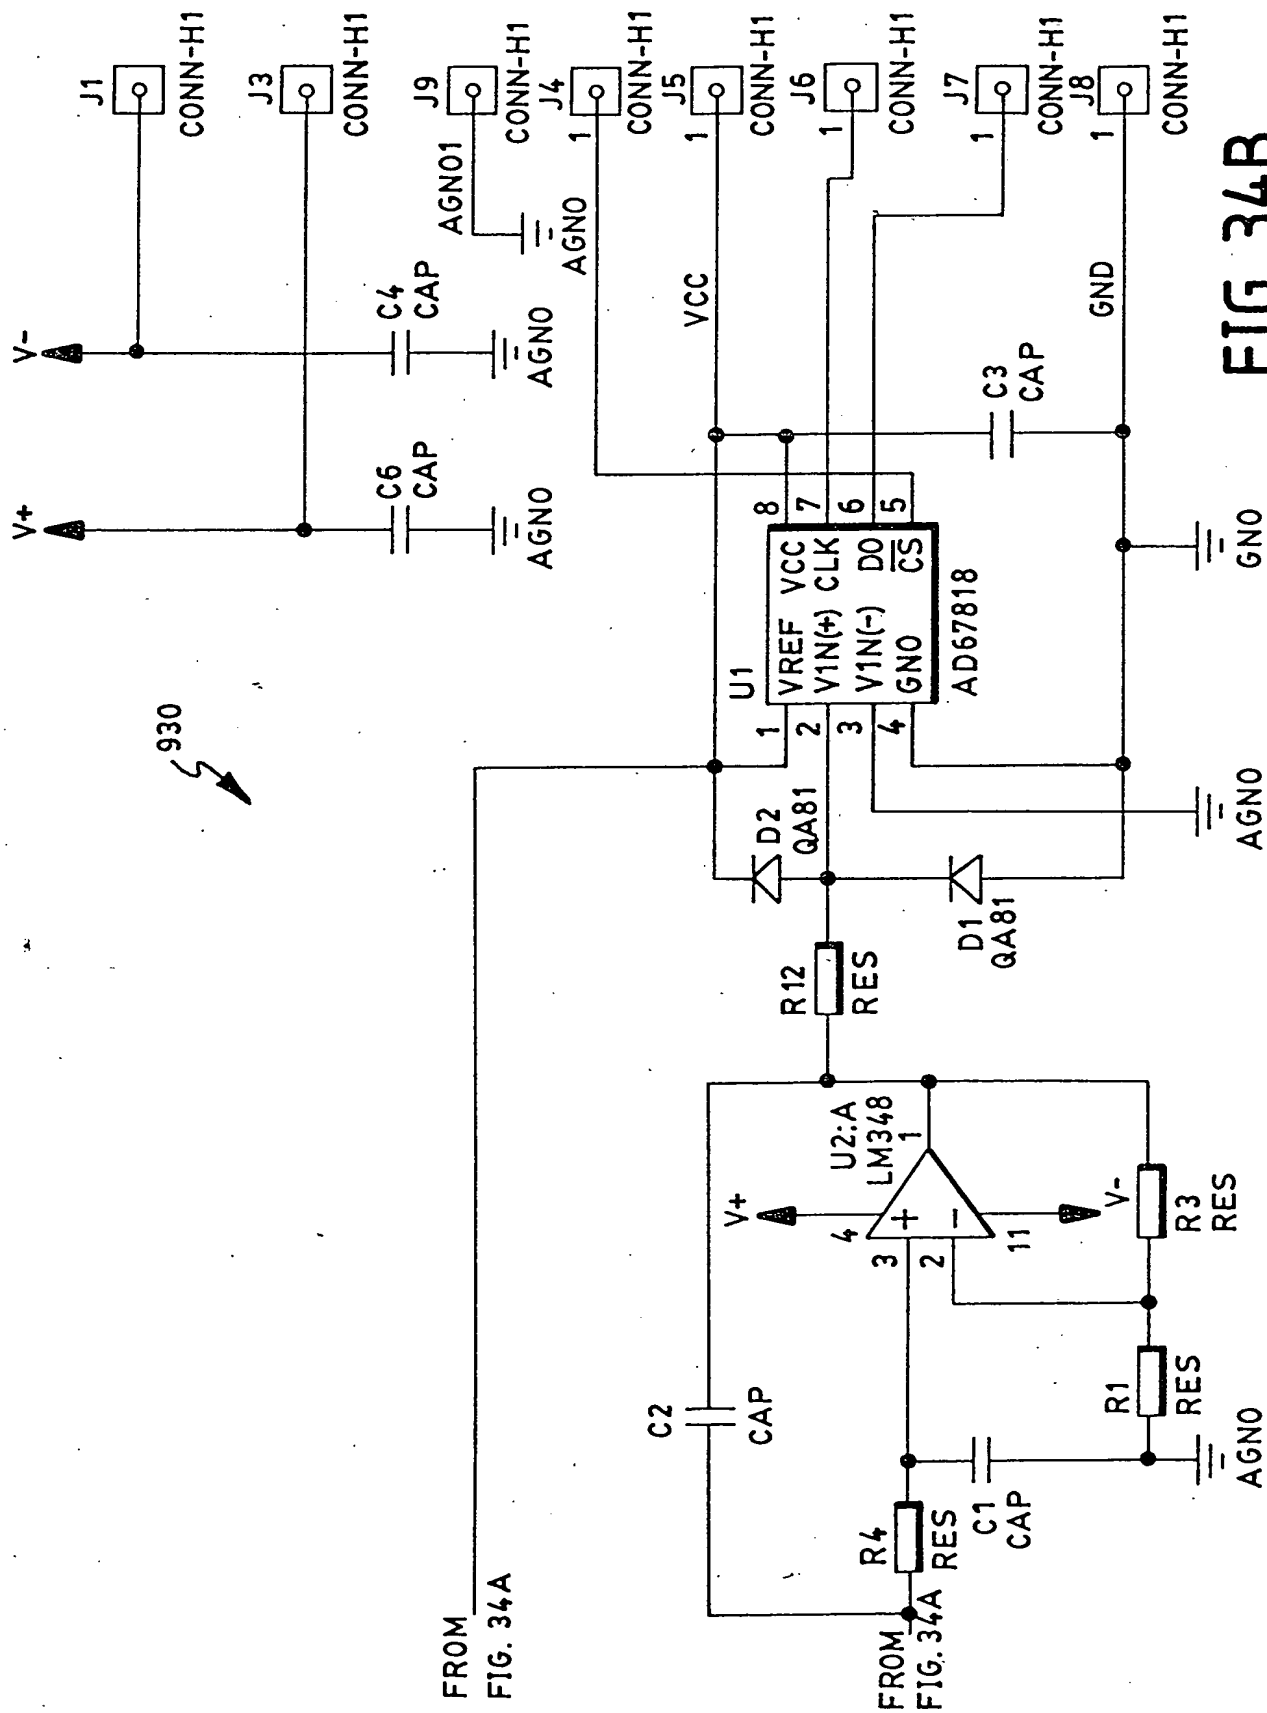 FROM
FIG. 34A
FROM
FIG. 34A
930
V+
V-
J1
CONN-H1
J3
CONN-H1
J9
CONN-H1
AGNO1
AGNO
J4
1
CONN-H1
J5
1
CONN-H1
J6
1
CONN-H1
J7
1
CONN-H1
J8
1
CONN-H1
C6
CAP
AGNO
C4
CAP
AGNO
VCC
GND
C3
CAP
GNO
U1
1 VREF VCC 8
2 V1N(+) CLK 7
3 V1N(-) DO 6
4 GNO CS 5
AD67818
D2
QA81
D1
QA81
AGNO
R12
RES
C2
CAP
U2:A
LM348
V+
4
3
2
1
11
V-
R4
RES
C1
CAP
R1
RES
R3
RES
AGNO
FIG 34B